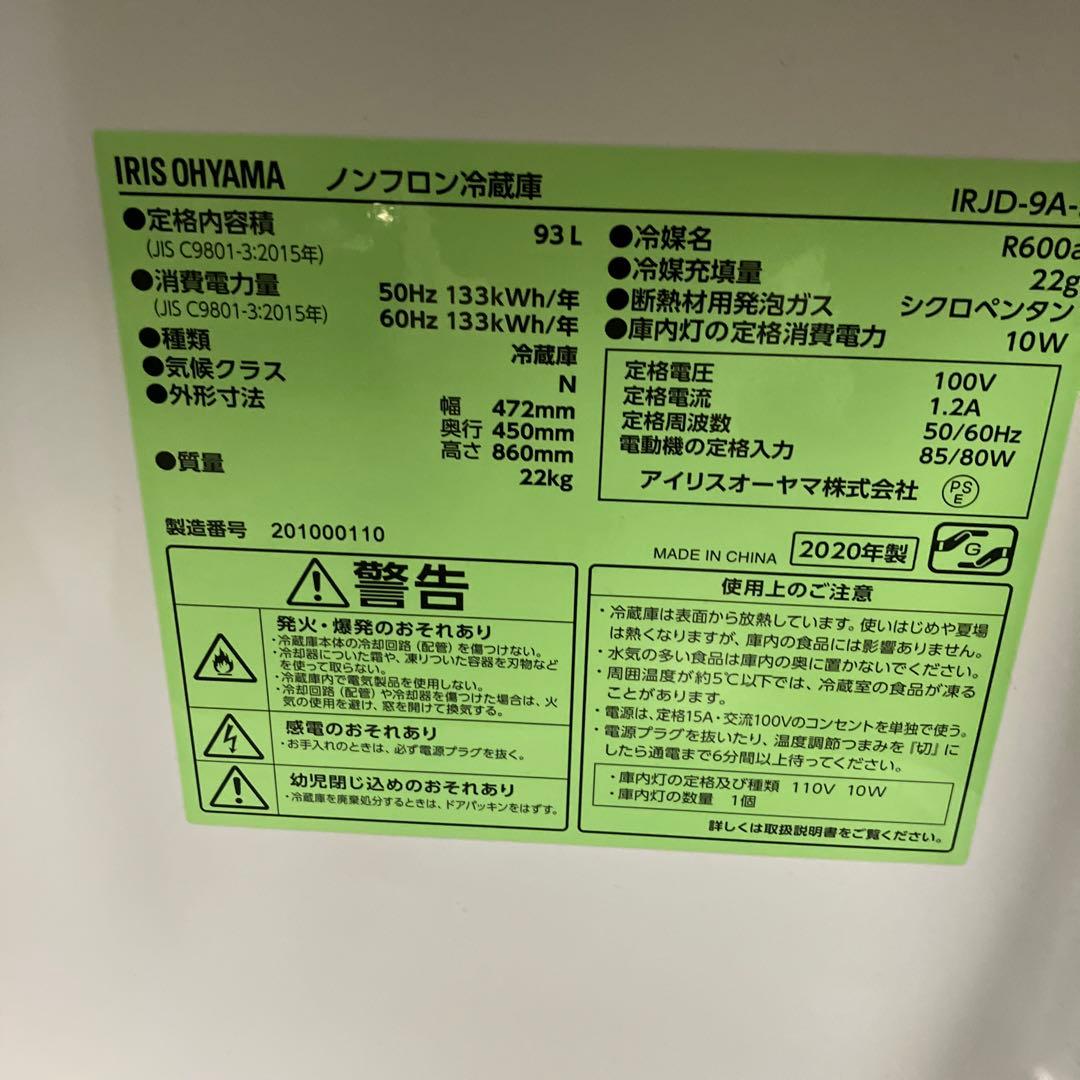 IRIS OHYAMA ノンフロン冷蔵庫 IRJD-9A-
●定格内容積 93L
(JIS C9801-3:2015年)
●消費電力量 50Hz 133kWh/年
(JIS C9801-3:2015年) 60Hz 133kWh/年
●種類 冷蔵庫
●気候クラス N
●外形寸法 幅 472mm
奥行 450mm
高さ 860mm
●質量 22kg
●冷媒名 R600a
●冷媒充填量 22g
●断熱材用発泡ガス シクロペンタン
●庫内灯の定格消費電力 10W
定格電圧 100V
定格電流 1.2A
定格周波数 50/60Hz
電動機の定格入力 85/80W
アイリスオーヤマ株式会社 PSE
製造番号 201000110
MADE IN CHINA 2020年製 G
警告
発火・爆発のおそれあり
・冷蔵庫本体の冷却回路(配管)を傷つけない。
・冷却器についた霜や、凍りついた容器を刃物など
を使って取らない。
・冷蔵庫内で電気製品を使用しない。
・冷却回路(配管)や冷却器を傷つけた場合は、火
気の使用を避け、窓を開けて換気する。
感電のおそれあり
・お手入れのときは、必ず電源プラグを抜く。
幼児閉じ込めのおそれあり
・冷蔵庫を廃棄処分するときは、ドアパッキンをはずす。
使用上のご注意
・冷蔵庫は表面から放熱しています。使いはじめや夏場
は熱くなりますが、庫内の食品には影響ありません。
・水気の多い食品は庫内の奥に置かないでください。
・周囲温度が約5℃以下では、冷蔵室の食品が凍る
ことがあります。
・電源は、定格15A・交流100Vのコンセントを単独で使う。
・電源プラグを抜いたり、温度調節つまみを『切』に
したら通電まで6分間以上待ってください。
・庫内灯の定格及び種類 110V 10W
・庫内灯の数量 1個
詳しくは取扱説明書をご覧ください。